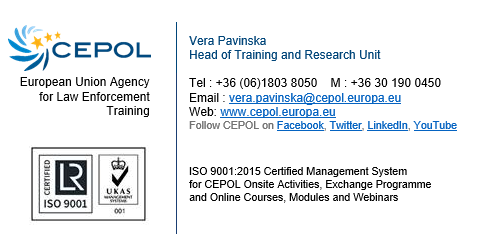 CEPOL
European Union Agency
for Law Enforcement
Training
CERTIFIED
LR
ISO 9001
UKAS
MANAGEMENT
SYSTEMS
001
Vera Pavinska
Head of Training and Research Unit
Tel : +36 (06)1803 8050 M : +36 30 190 0450
Email : vera.pavinska@cepol.europa.eu
Web: www.cepol.europa.eu
Follow CEPOL on Facebook, Twitter, LinkedIn, YouTube
ISO 9001:2015 Certified Management System
for CEPOL Onsite Activities, Exchange Programme
and Online Courses, Modules and Webinars